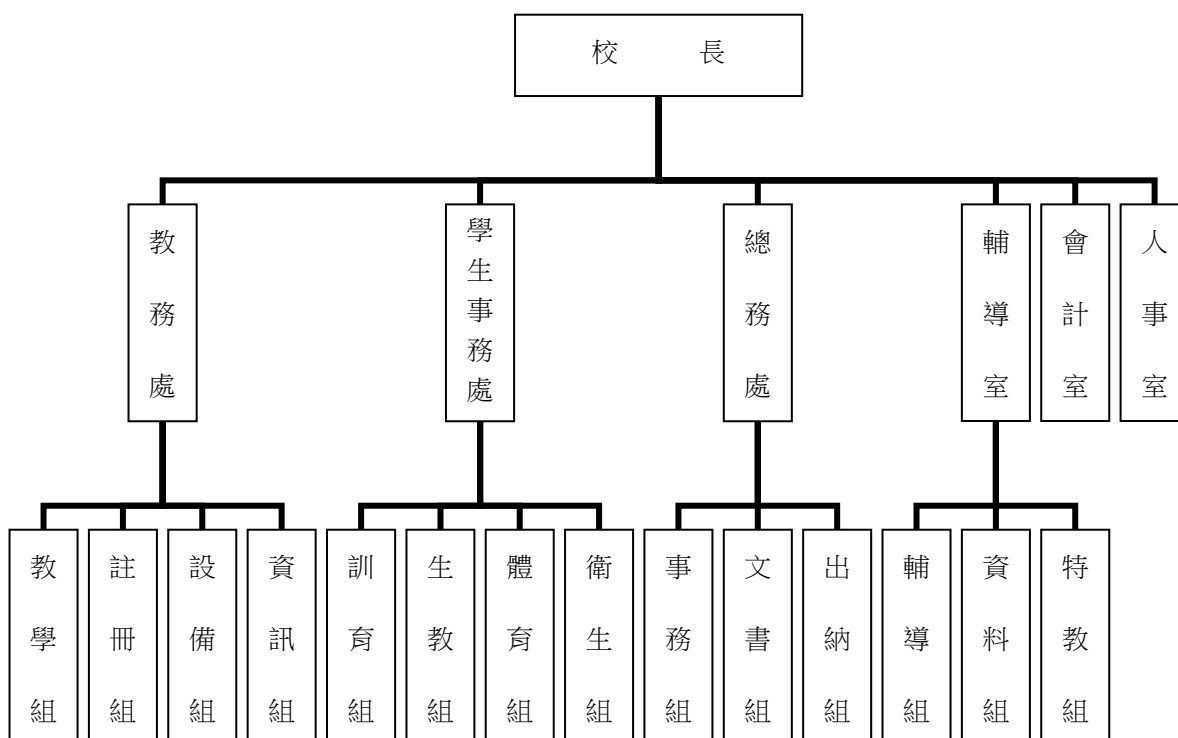 校長
教務處
學生事務處
總務處
輔導室
會計室
人事室
教學組
註冊組
設備組
資訊組
訓育組
生教組
體育組
衛生組
事務組
文書組
出納組
輔導組
資料組
特教組